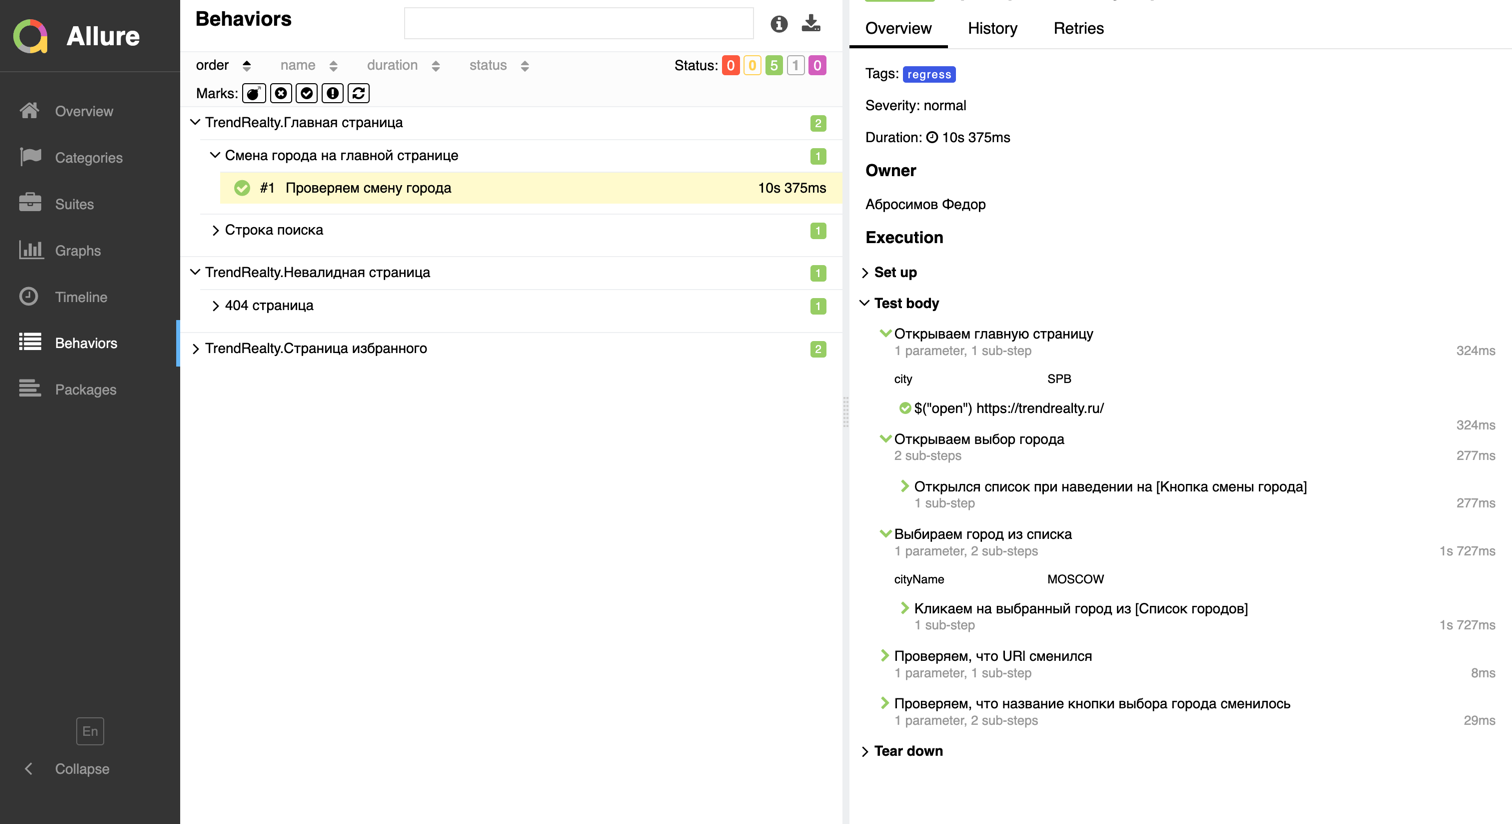 Allure
Overview
Categories
Suites
Graphs
Timeline
Behaviors
Packages
En
Collapse
Behaviors
order name duration status Status: 0 0 5 1 0
Marks:
TrendRealty.Главная страница 2
Смена города на главной странице 1
#1 Проверяем смену города 10s 375ms
Строка поиска 1
TrendRealty.Невалидная страница 1
404 страница 1
TrendRealty.Страница избранного 2
Overview History Retries
Tags: regress
Severity: normal
Duration: 10s 375ms
Owner
Абросимов Федор
Execution
Set up
Test body
Открываем главную страницу
1 parameter, 1 sub-step 324ms
city SPB
$("open") https://trendrealty.ru/
324ms
Открываем выбор города
2 sub-steps 277ms
Открылся список при наведении на [Кнопка смены города]
1 sub-step 277ms
Выбираем город из списка
1 parameter, 2 sub-steps 1s 727ms
cityName MOSCOW
Кликаем на выбранный город из [Список городов]
1 sub-step 1s 727ms
Проверяем, что URl сменился
1 parameter, 1 sub-step 8ms
Проверяем, что название кнопки выбора города сменилось
1 parameter, 2 sub-steps 29ms
Tear down